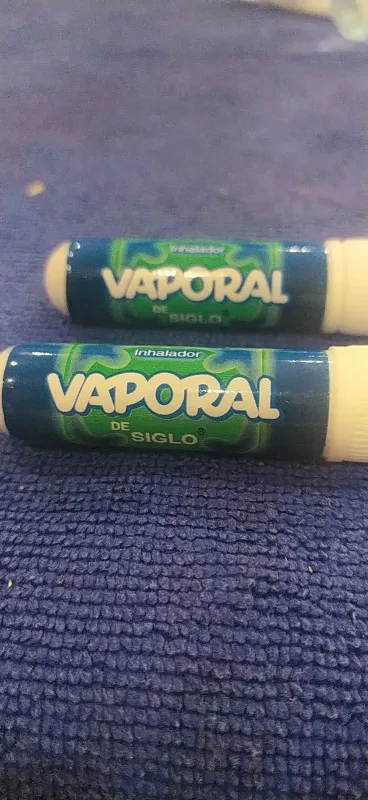 Inhalador
VAPORAL
DE
SIGLO
Inhalador
VAPORAL
DE
SIGLO®